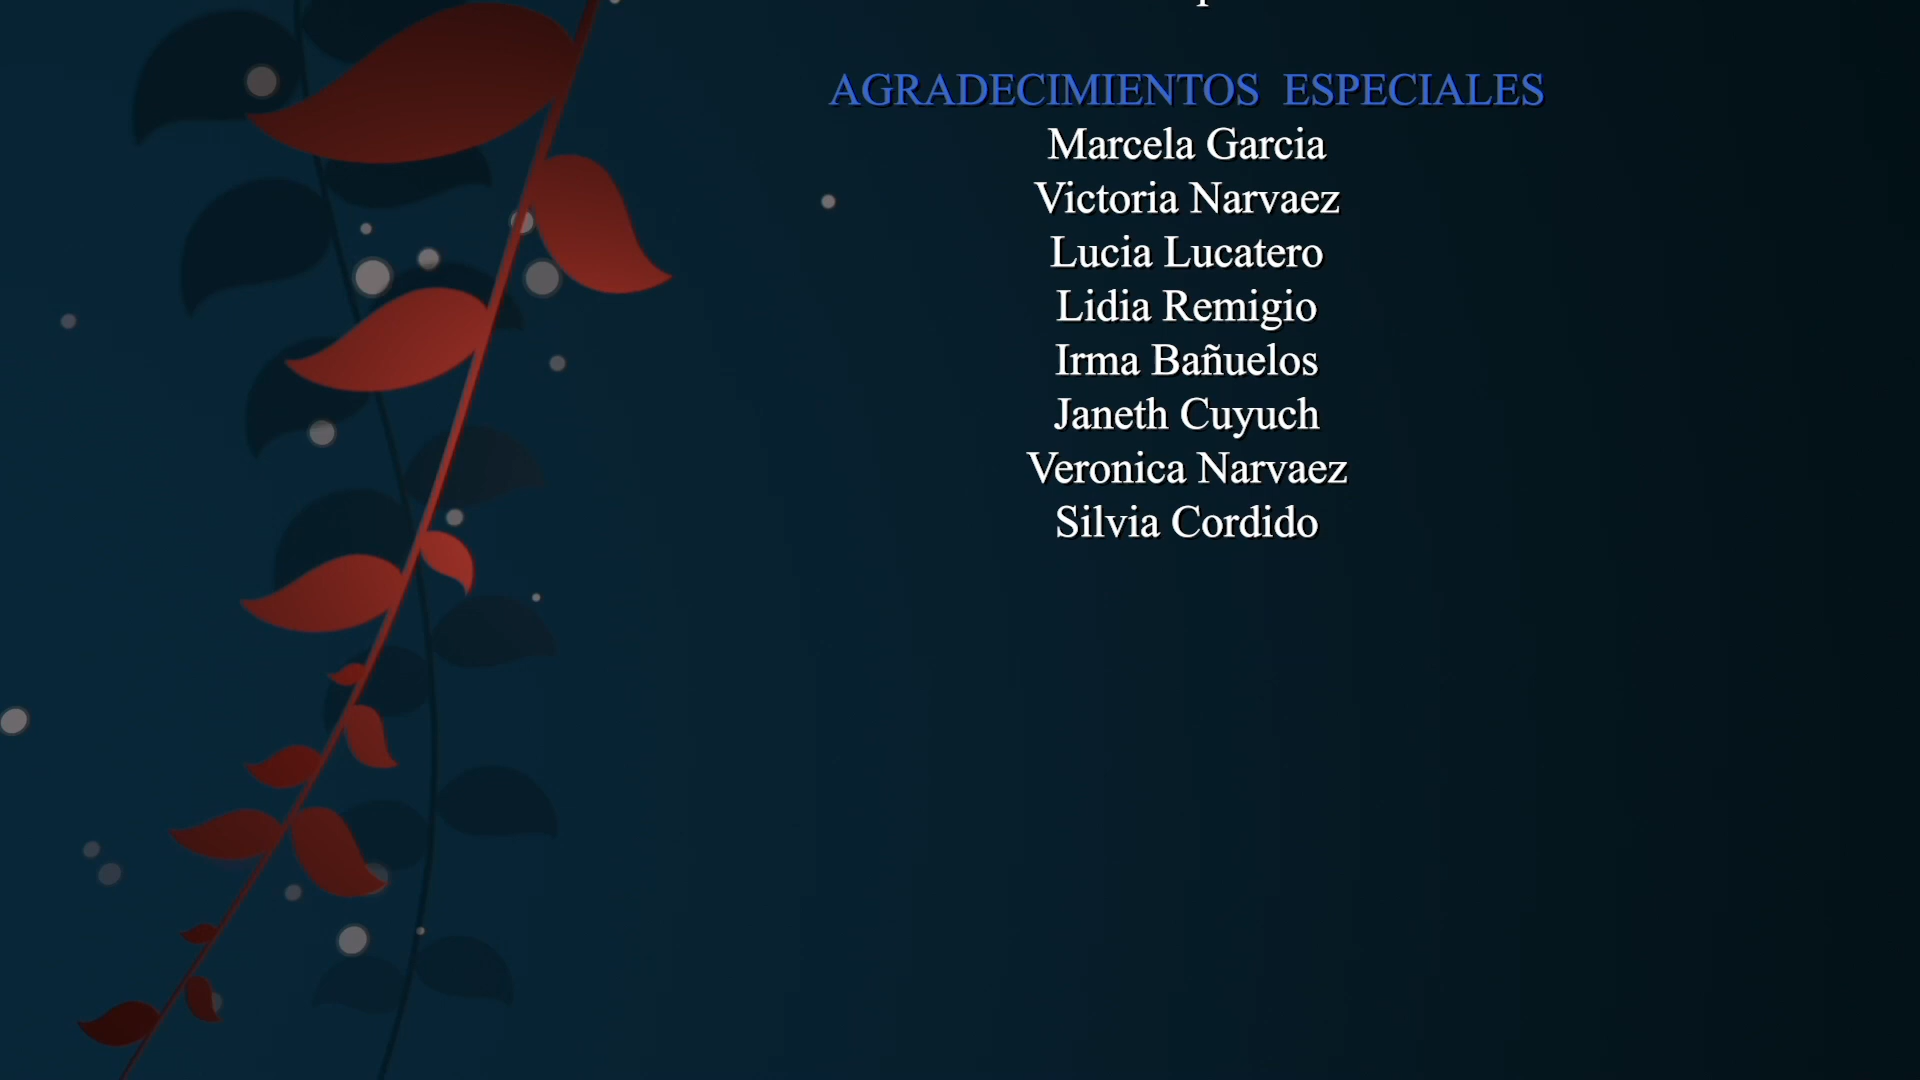 AGRADECIMIENTOS ESPECIALES
Marcela Garcia
Victoria Narvaez
Lucia Lucatero
Lidia Remigio
Irma Bañuelos
Janeth Cuyuch
Veronica Narvaez
Silvia Cordido